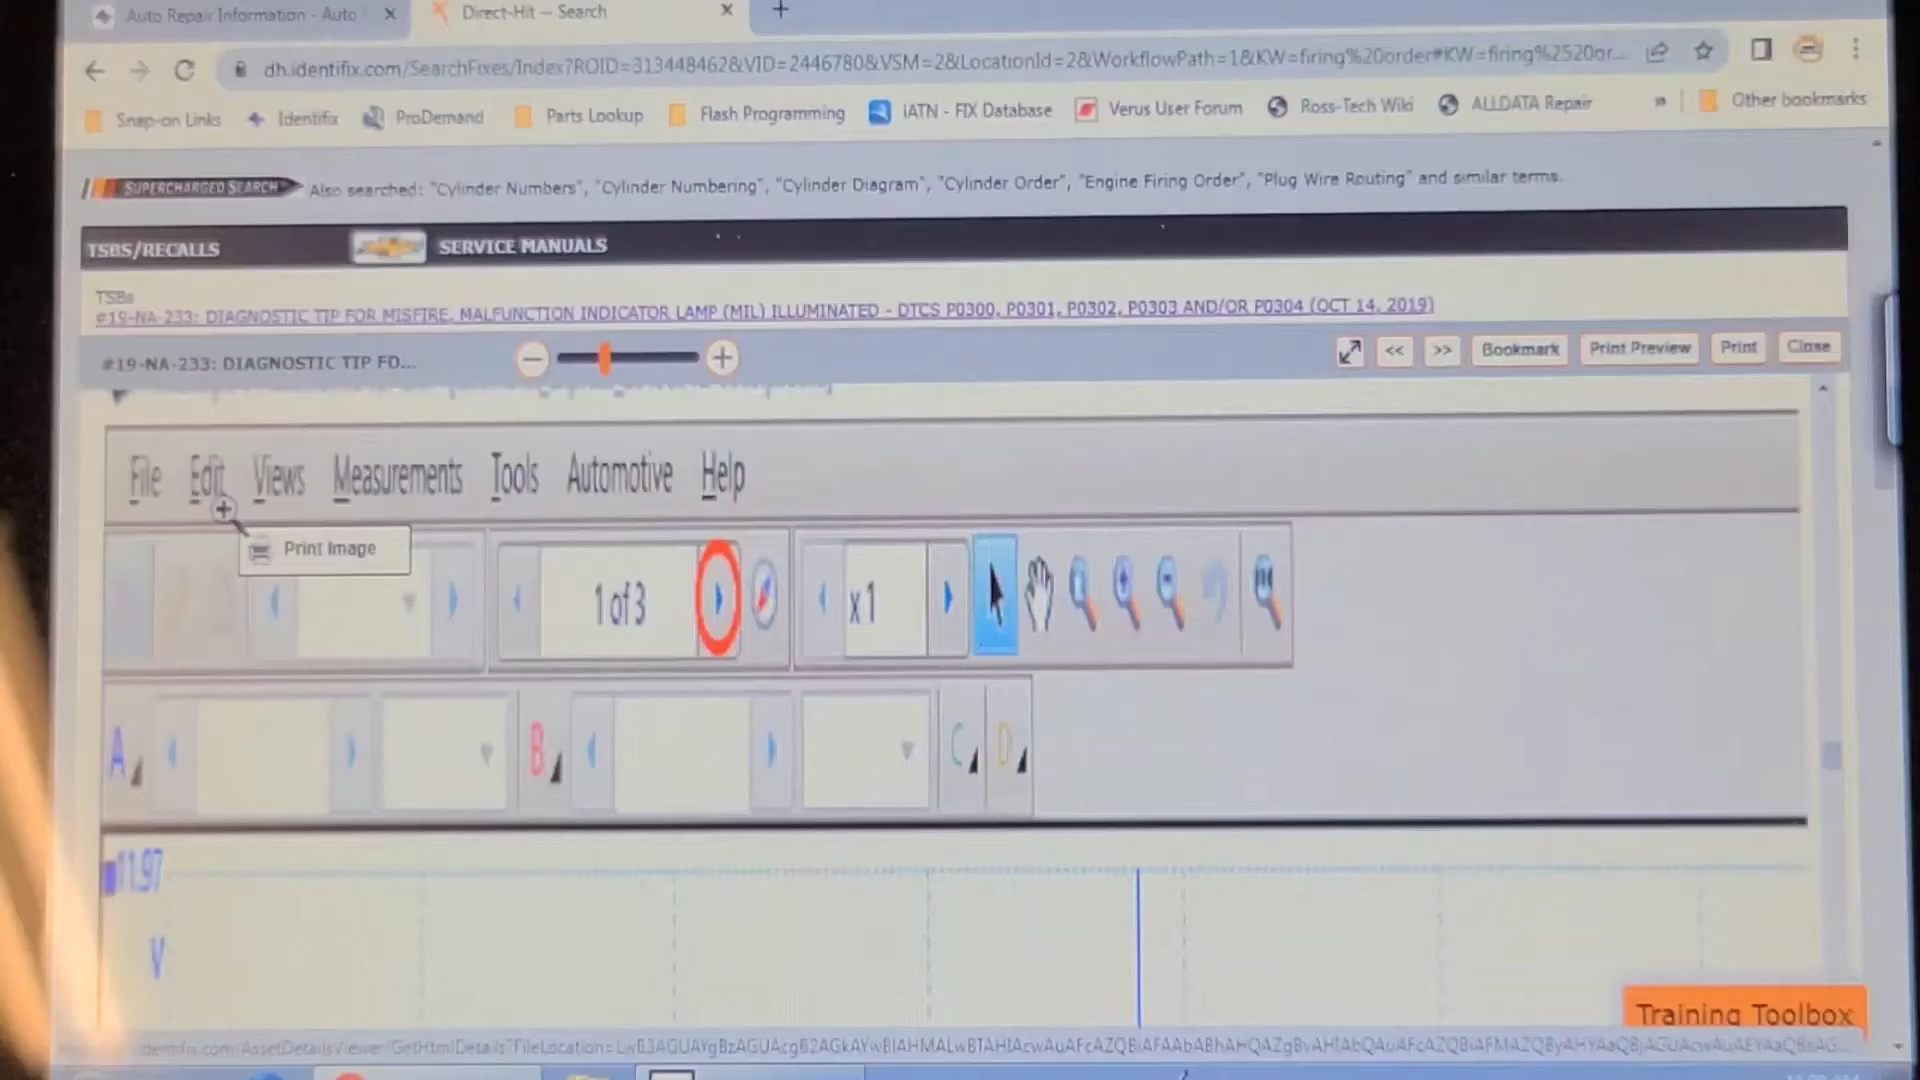 Auto Repair Information - Auto
Direct-Hit — Search
dh.identifix.com/SearchFixes/Index?ROID=313448462&VID=2446780&VSM=2&LocationId=2&WorkflowPath=1&KW=firing%20order#KW=firing%2520or...
Snap-on Links Identifix ProDemand Parts Lookup Flash Programming iATN - FIX Database Verus User Forum Ross-Tech Wiki ALLDATA Repair » Other bookmarks
SUPERCHARGED SEARCH Also searched: "Cylinder Numbers", "Cylinder Numbering", "Cylinder Diagram", "Cylinder Order", "Engine Firing Order", "Plug Wire Routing" and similar terms.
TSBS/RECALLS SERVICE MANUALS
TSBs
#19-NA-233: DIAGNOSTIC TIP FOR MISFIRE, MALFUNCTION INDICATOR LAMP (MIL) ILLUMINATED - DTCS P0300, P0301, P0302, P0303 AND/OR P0304 (OCT 14, 2019)
#19-NA-233: DIAGNOSTIC TIP FO... << >> Bookmark Print Preview Print Close
File Edit Views Measurements Tools Automotive Help
Print Image
1 of 3 x 1
A B C D
11.97
V
Training Toolbox